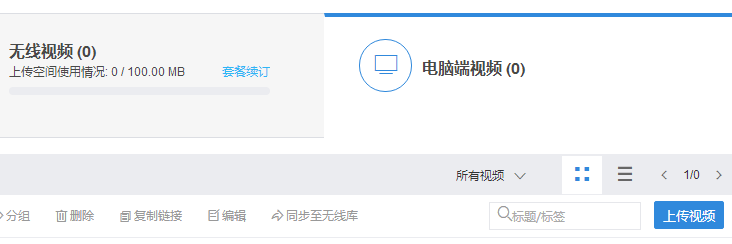 无线视频 (0)
上传空间使用情况: 0 / 100.00 MB 套餐续订
电脑端视频 (0)
所有视频 1/0
分组 删除 复制链接 编辑 同步至无线库 标题/标签 上传视频